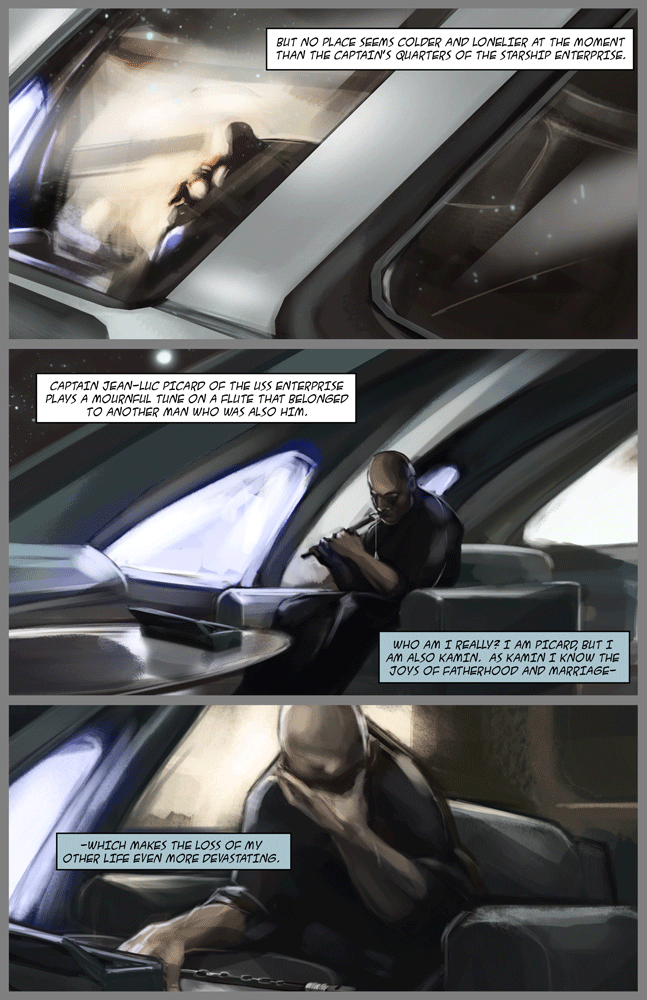 BUT NO PLACE SEEMS COLDER AND LONELIER AT THE MOMENT
THAN THE CAPTAIN'S QUARTERS OF THE STARSHIP ENTERPRISE.
CAPTAIN JEAN-LUC PICARD OF THE USS ENTERPRISE
PLAYS A MOURNFUL TUNE ON A FLUTE THAT BELONGED
TO ANOTHER MAN WHO WAS ALSO HIM.
WHO AM I REALLY? I AM PICARD, BUT I
AM ALSO KAMIN. AS KAMIN I KNOW THE
JOYS OF FATHERHOOD AND MARRIAGE-
-WHICH MAKES THE LOSS OF MY
OTHER LIFE EVEN MORE DEVASTATING.